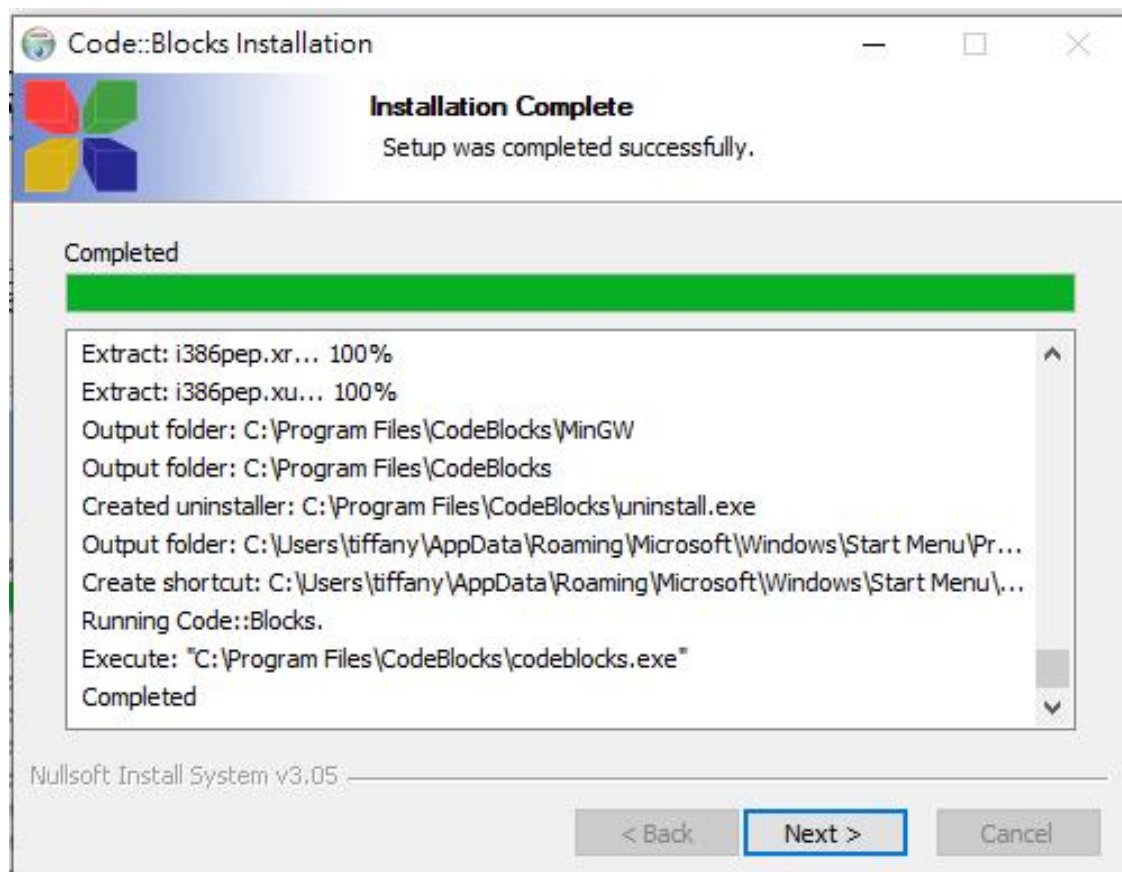 Code::Blocks Installation
Installation Complete
Setup was completed successfully.
Completed
Extract: i386pep.xr... 100%
Extract: i386pep.xu... 100%
Output folder: C:\Program Files\CodeBlocks\MinGW
Output folder: C:\Program Files\CodeBlocks
Created uninstaller: C:\Program Files\CodeBlocks\uninstall.exe
Output folder: C:\Users\tiffany\AppData\Roaming\Microsoft\Windows\Start Menu\Pr...
Create shortcut: C:\Users\tiffany\AppData\Roaming\Microsoft\Windows\Start Menu\...
Running Code::Blocks.
Execute: "C:\Program Files\CodeBlocks\codeblocks.exe"
Completed
Nullsoft Install System v3.05
< Back Next > Cancel